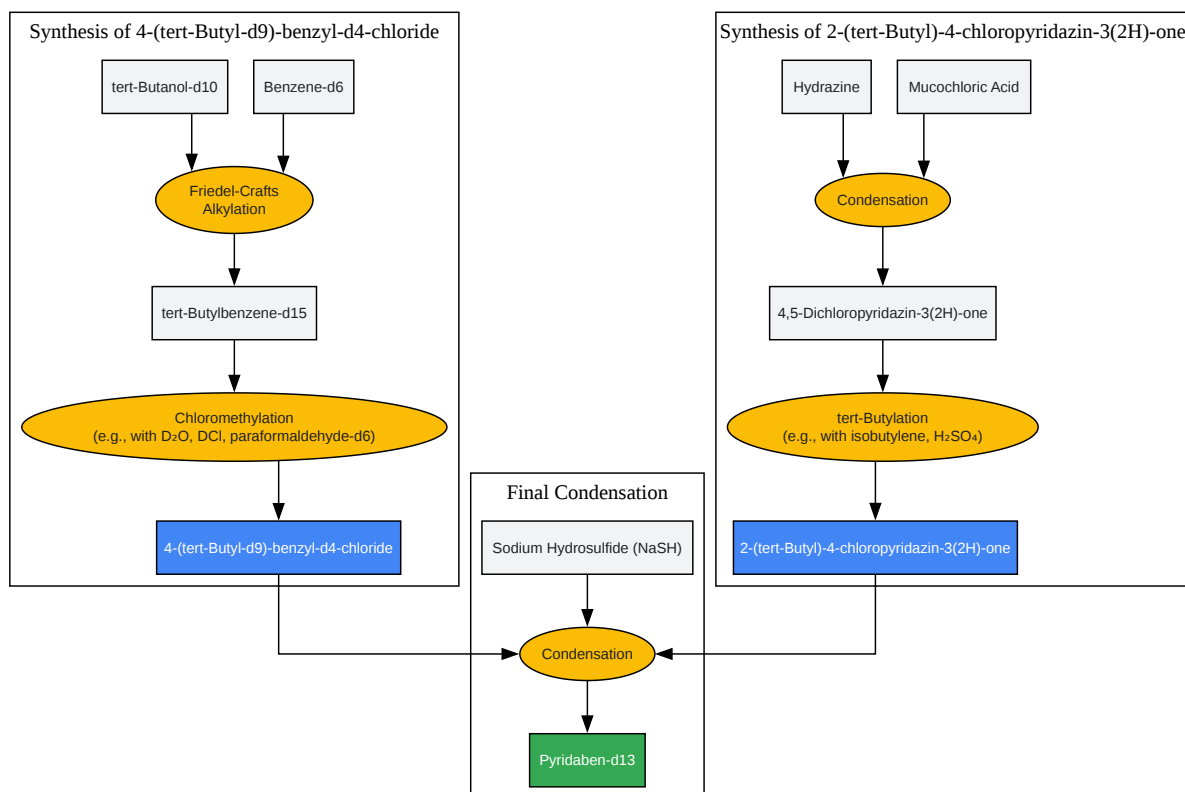 Synthesis of 4-(tert-Butyl-d9)-benzyl-d4-chloride
tert-Butanol-d10
Benzene-d6
Friedel-Crafts
Alkylation
tert-Butylbenzene-d15
Chloromethylation
(e.g., with D₂O, DCl, paraformaldehyde-d6)
4-(tert-Butyl-d9)-benzyl-d4-chloride
Synthesis of 2-(tert-Butyl)-4-chloropyridazin-3(2H)-one
Hydrazine
Mucochloric Acid
Condensation
4,5-Dichloropyridazin-3(2H)-one
tert-Butylation
(e.g., with isobutylene, H₂SO₄)
2-(tert-Butyl)-4-chloropyridazin-3(2H)-one
Final Condensation
Sodium Hydrosulfide (NaSH)
Condensation
Pyridaben-d13